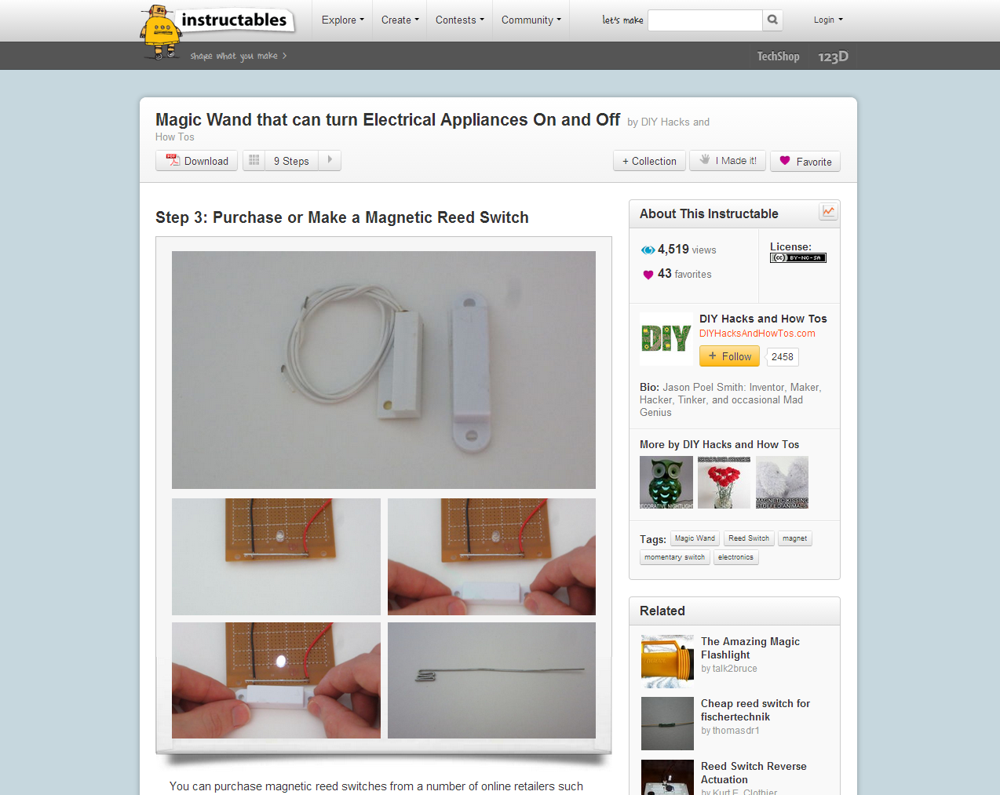 instructables
Explore
Create
Contests
Community
let's make
Login
shape what you make >
TechShop
123D
Magic Wand that can turn Electrical Appliances On and Off by DIY Hacks and
How Tos
PDF Download
9 Steps
+ Collection
I Made it!
Favorite
Step 3: Purchase or Make a Magnetic Reed Switch
About This Instructable
4,519 views
43 favorites
License:
(cc) BY-NC-SA
DIY
DIY Hacks and How Tos
DIYHacksAndHowTos.com
+ Follow
2458
Bio: Jason Poel Smith: Inventor, Maker,
Hacker, Tinker, and occasional Mad
Genius
More by DIY Hacks and How Tos
DECORATIVE NIGHTLIGHT
MAGNETIC KISSING
STUFFED ANIMALS
Tags: Magic Wand Reed Switch magnet
momentary switch electronics
Related
The Amazing Magic
Flashlight
by talk2bruce
Cheap reed switch for
fischertechnik
by thomasdr1
Reed Switch Reverse
Actuation
by Kurt E. Clothier
You can purchase magnetic reed switches from a number of online retailers such